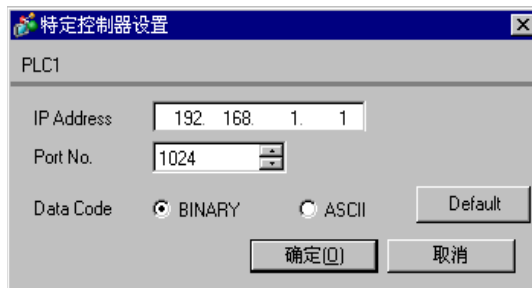 特定控制器设置
PLC1
IP Address 192. 168. 1. 1
Port No. 1024
Data Code BINARY ASCII Default
确定(O) 取消